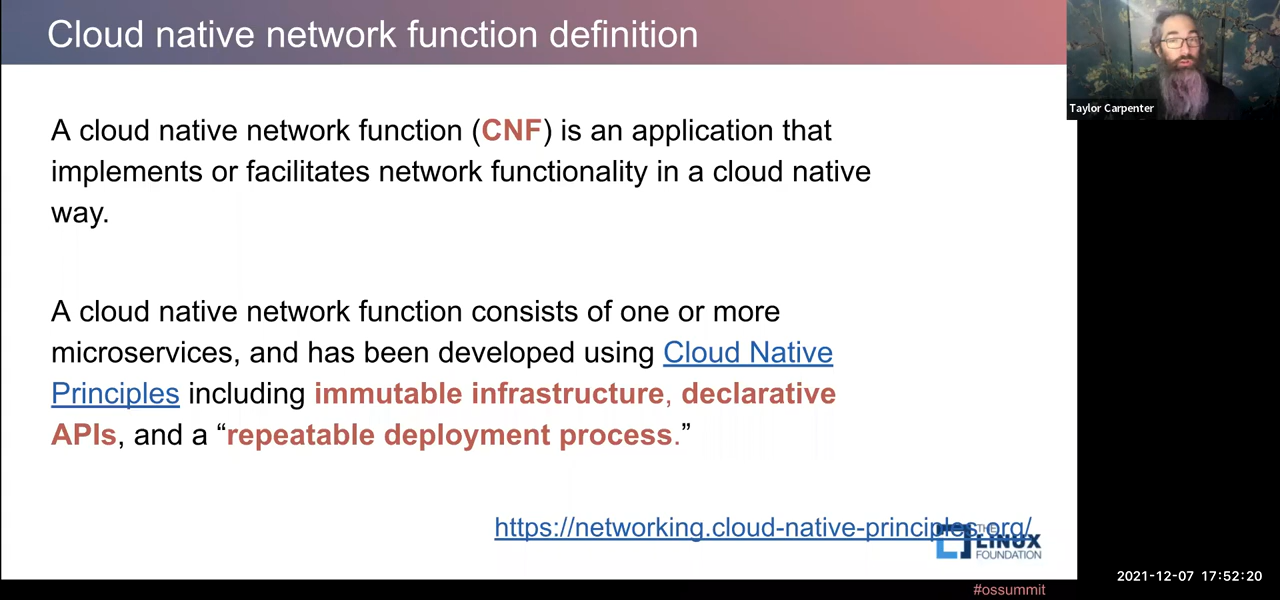 Cloud native network function definition
Taylor Carpenter
A cloud native network function (CNF) is an application that
implements or facilitates network functionality in a cloud native
way.
A cloud native network function consists of one or more
microservices, and has been developed using Cloud Native
Principles including immutable infrastructure, declarative
APIs, and a “repeatable deployment process.”
https://networking.cloud-native-principles.org/
THE
LINUX
FOUNDATION
2021-12-07 17:52:20
#ossummit